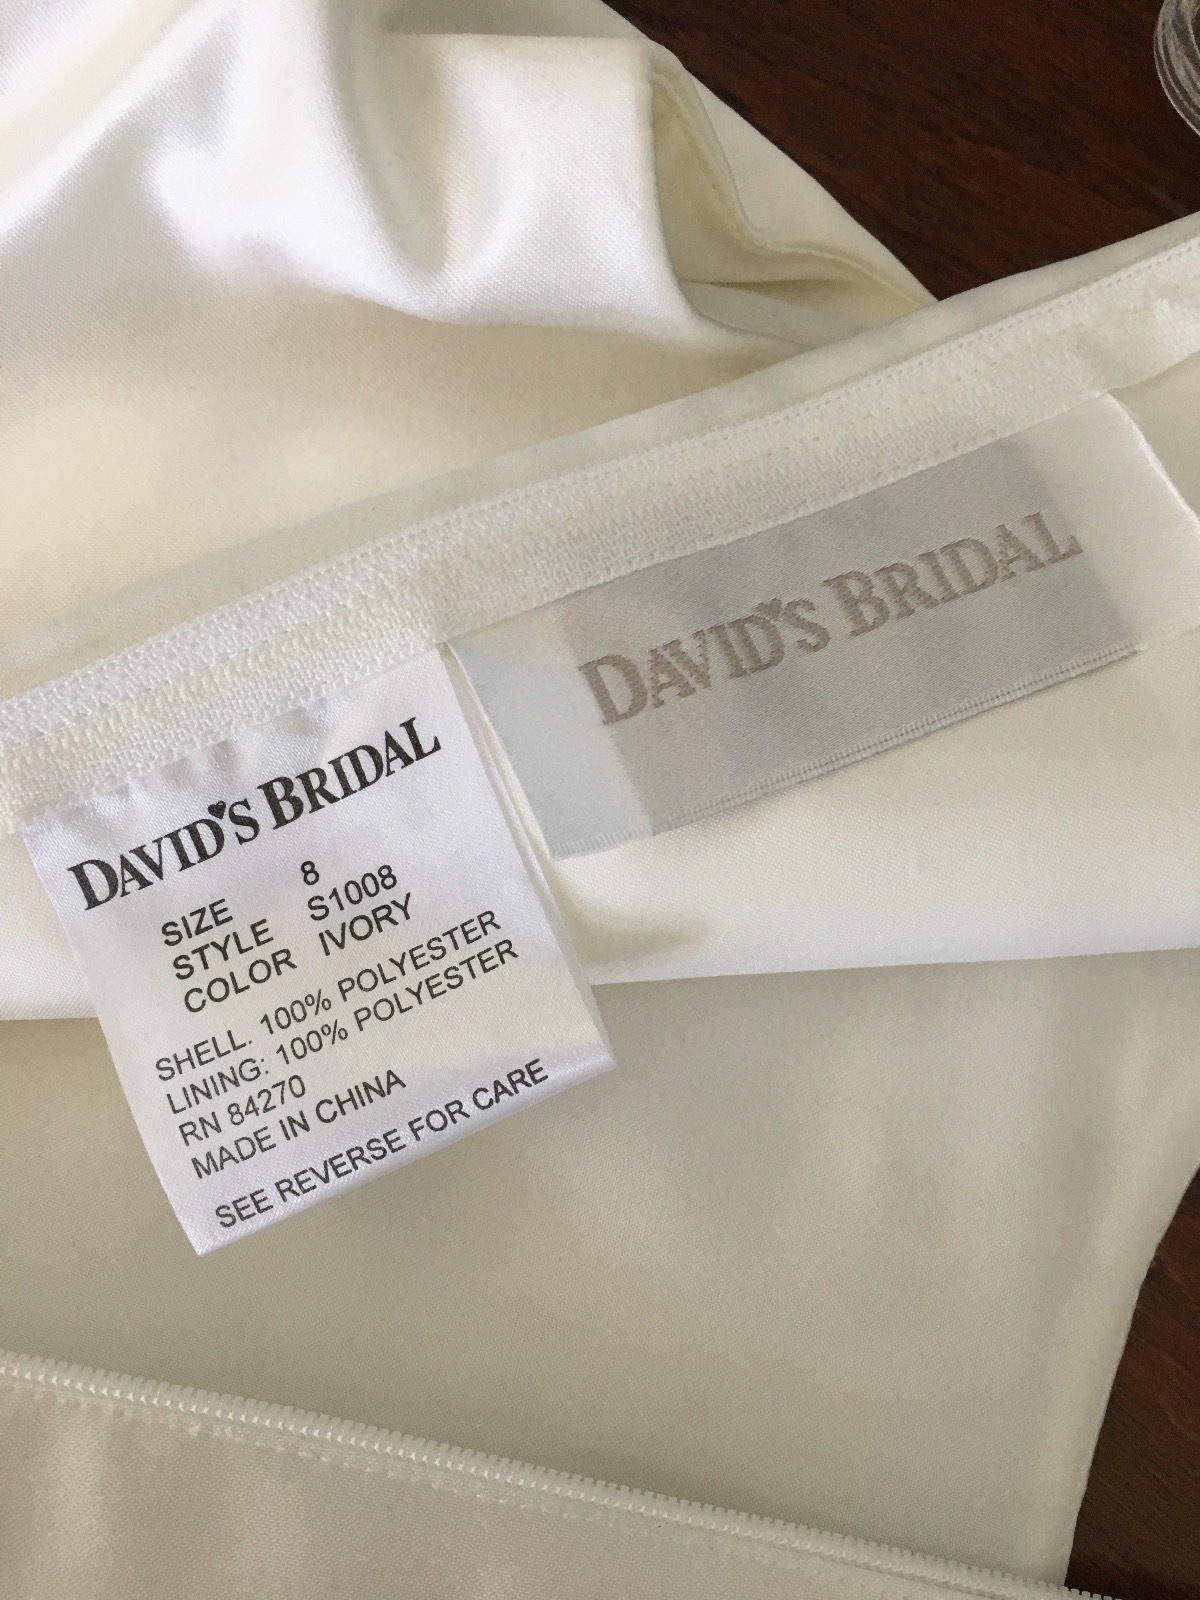 DAVID'S BRIDAL
DAVID'S BRIDAL
SIZE 8
STYLE S1008
COLOR IVORY
SHELL. 100% POLYESTER
LINING: 100% POLYESTER
RN 84270
MADE IN CHINA
SEE REVERSE FOR CARE